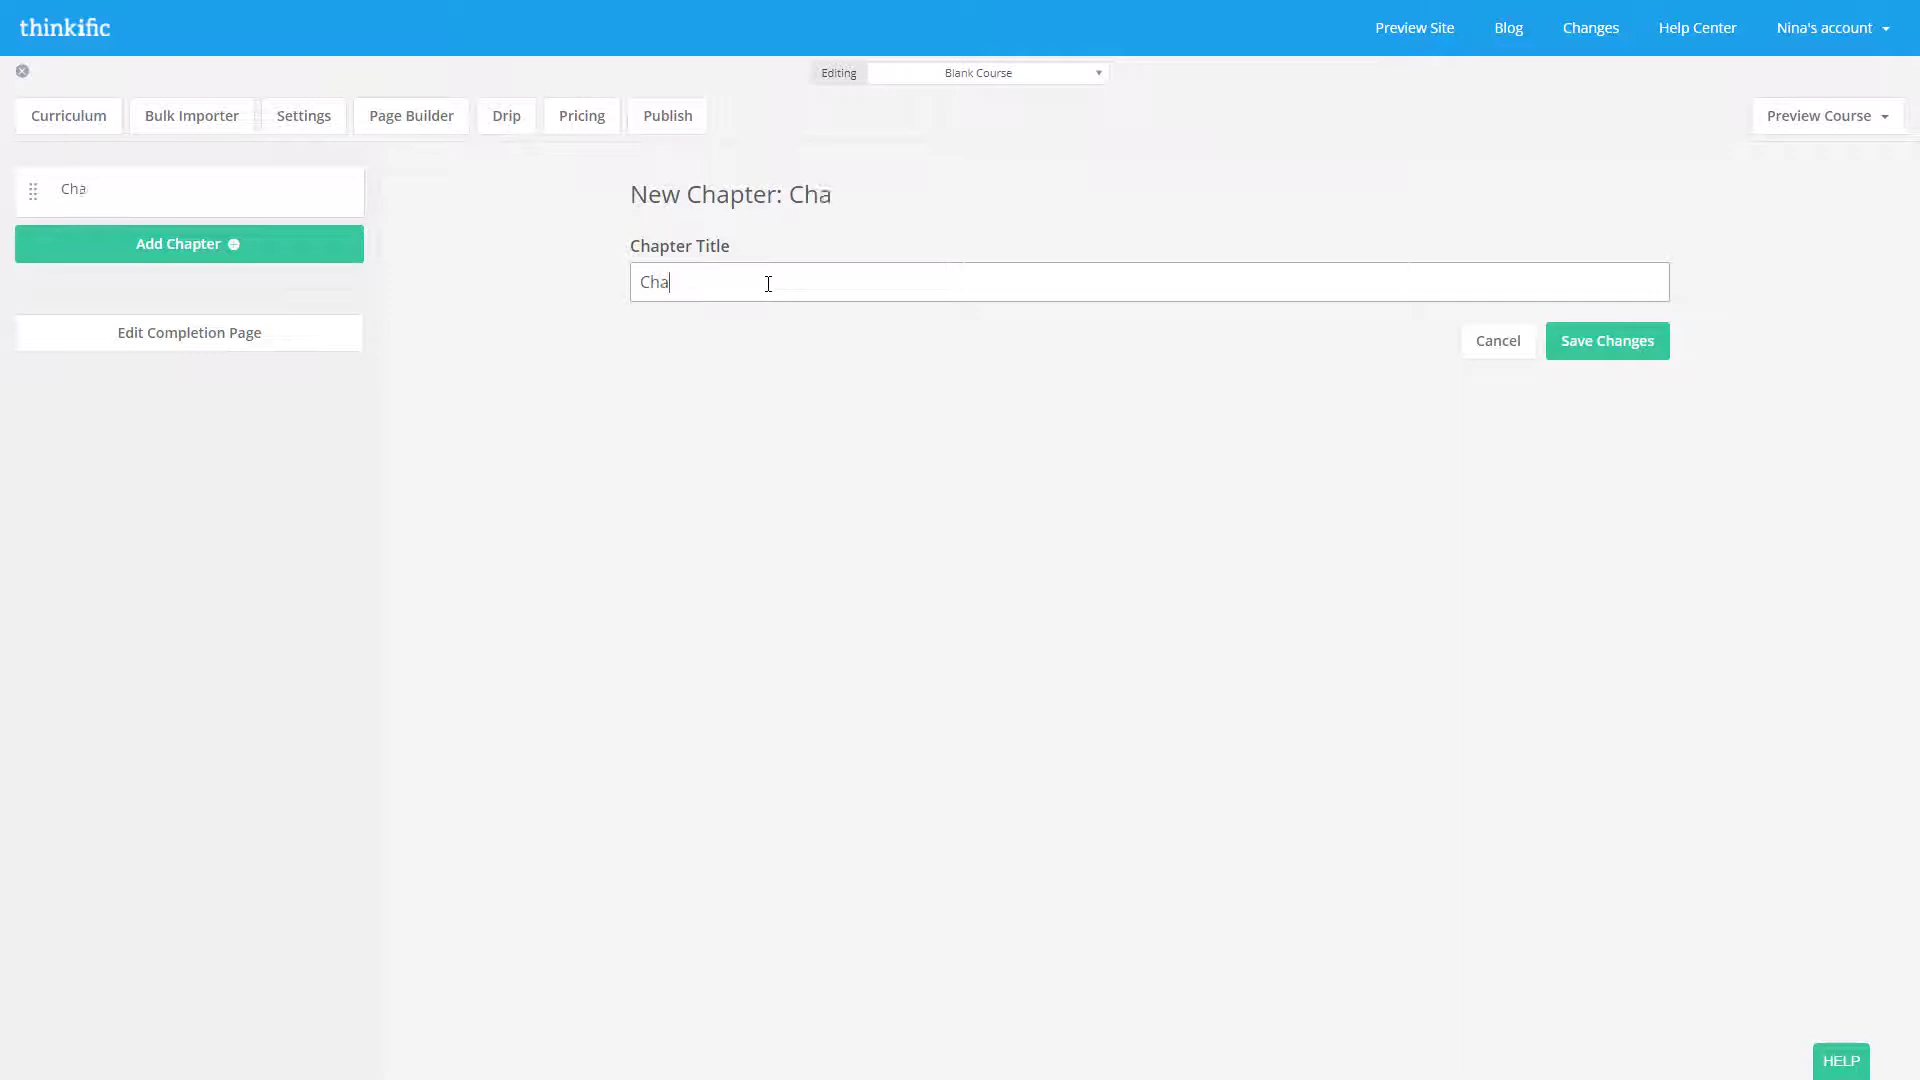 thinkific
Preview Site Blog Changes Help Center Nina's account
Editing Blank Course
Curriculum Bulk Importer Settings Page Builder Drip Pricing Publish Preview Course
Cha
Add Chapter
Edit Completion Page
New Chapter: Cha
Chapter Title
Cha
Cancel Save Changes
HELP